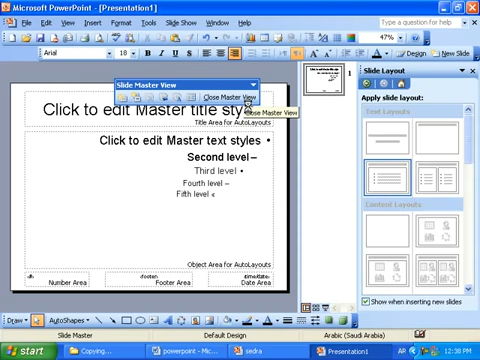 Microsoft PowerPoint - [Presentation1]
File Edit View Insert Format Tools Slide Show Window Help
Type a question for help
47%
Arial 18 B I U S Design New Slide
Slide Master View
Close Master View
Close Master View
Click to edit Master title style
Title Area for AutoLayouts
Click to edit Master text styles •
Second level –
Third level •
Fourth level –
Fifth level «
Object Area for AutoLayouts
Number Area
Footer Area
Date Area
1
Slide Layout
Apply slide layout:
Text Layouts
Content Layouts
Show when inserting new slides
Draw AutoShapes
Slide Master Default Design Arabic (Saudi Arabia)
start Copying... powerpoint - Mic... sedra Presentation1 AR 12:38 PM